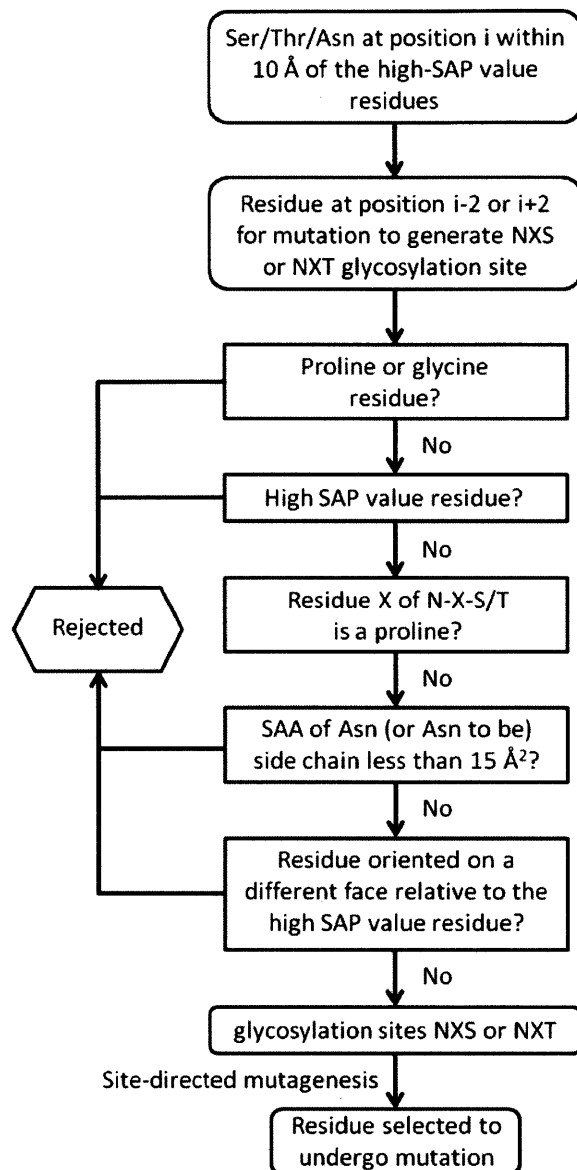 Ser/Thr/Asn at position i within
10 Å of the high-SAP value
residues
Residue at position i-2 or i+2
for mutation to generate NXS
or NXT glycosylation site
Proline or glycine
residue?
No
High SAP value residue?
No
Rejected
Residue X of N-X-S/T
is a proline?
No
SAA of Asn (or Asn to be)
side chain less than 15 Å²?
No
Residue oriented on a
different face relative to the
high SAP value residue?
No
glycosylation sites NXS or NXT
Site-directed mutagenesis
Residue selected to
undergo mutation